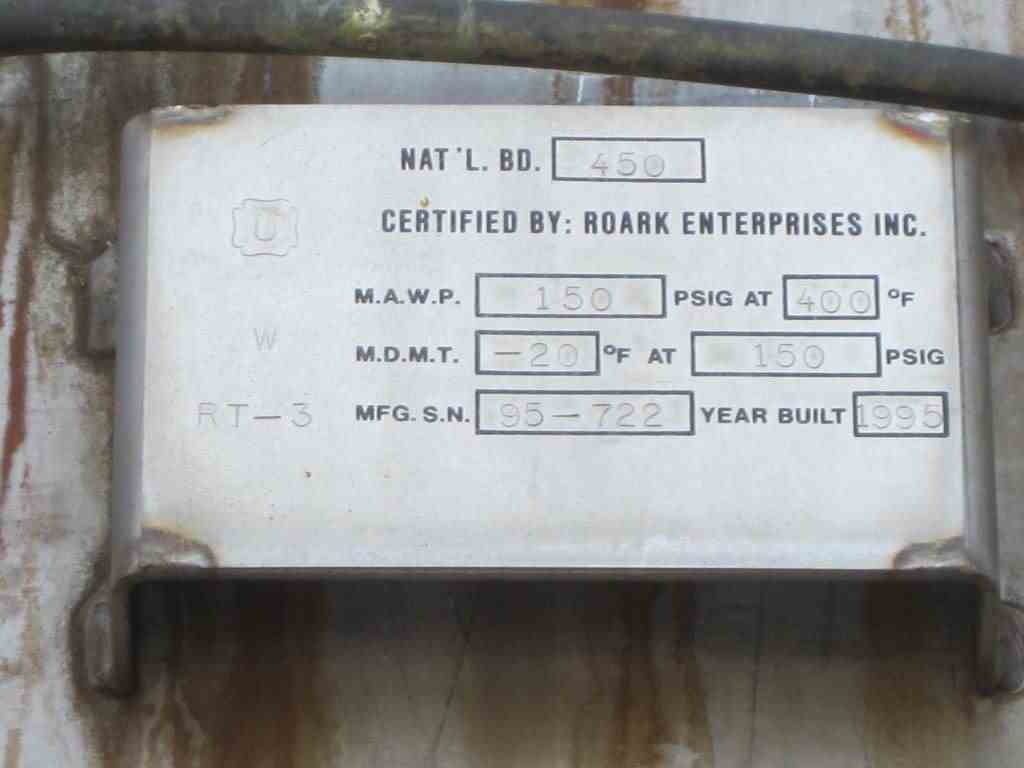 NAT'L. BD. 450
U
CERTIFIED BY: ROARK ENTERPRISES INC.
M.A.W.P. 150 PSIG AT 400 °F
W
M.D.M.T. -20 °F AT 150 PSIG
RT-3 MFG. S.N. 95-722 YEAR BUILT 1995